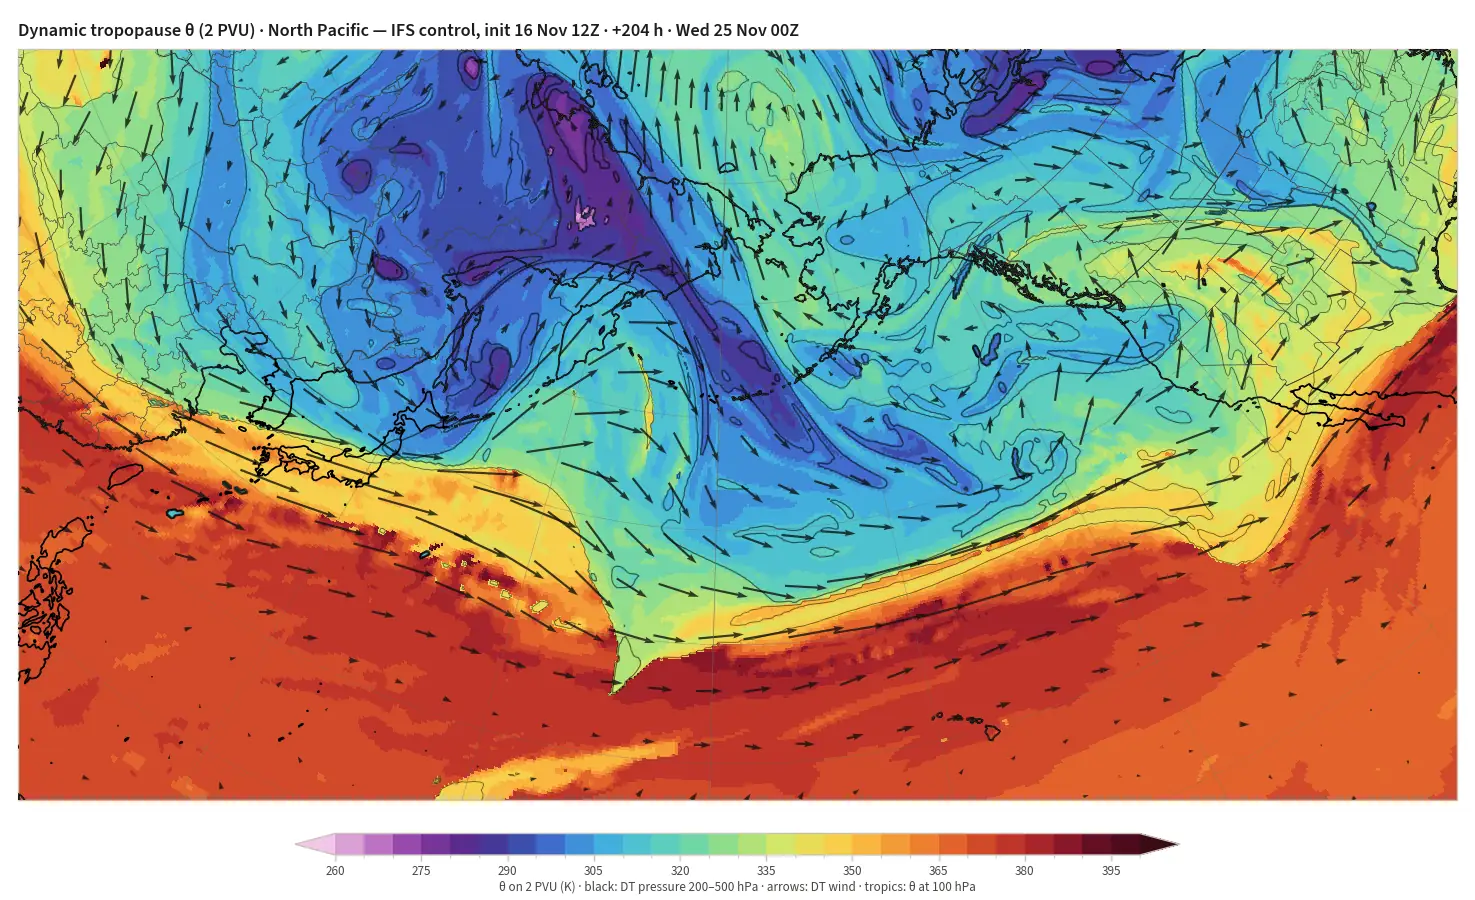 Dynamic tropopause θ (2 PVU) · North Pacific — IFS control, init 16 Nov 12Z · +204 h · Wed 25 Nov 00Z
260 275 290 305 320 335 350 365 380 395
θ on 2 PVU (K) · black: DT pressure 200–500 hPa · arrows: DT wind · tropics: θ at 100 hPa